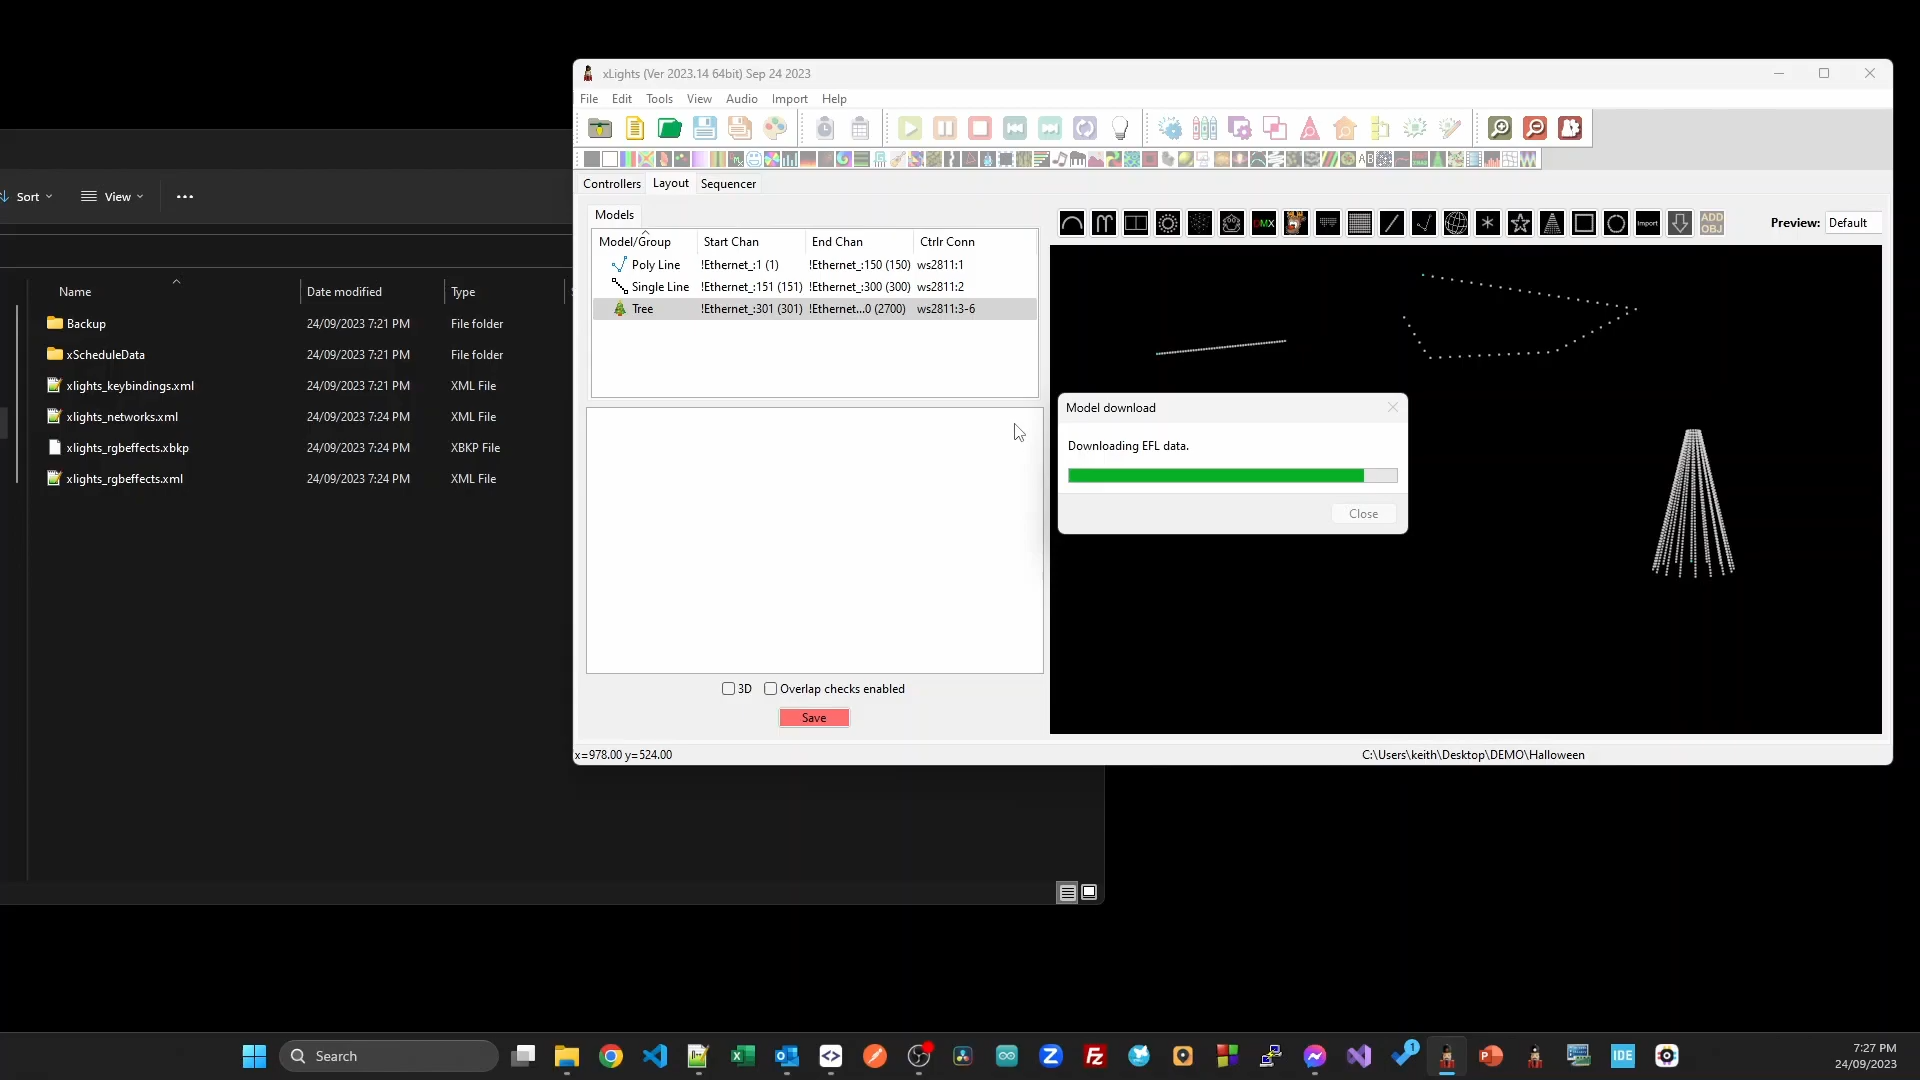 xLights (Ver 2023.14 64bit) Sep 24 2023
File Edit Tools View Audio Import Help
Controllers Layout Sequencer
Models
Model/Group Start Chan End Chan Ctrlr Conn
Poly Line !Ethernet_:1 (1) !Ethernet_:150 (150) ws2811:1
Single Line !Ethernet_:151 (151) !Ethernet_:300 (300) ws2811:2
Tree !Ethernet_:301 (301) !Ethernet...0 (2700) ws2811:3-6
DMX
Import
ADD OBJ
Preview: Default
Model download
Downloading EFL data.
Close
3D Overlap checks enabled
Save
x=978.00 y=524.00 C:\Users\keith\Desktop\DEMO\Halloween
Sort View
Name Date modified Type
Backup 24/09/2023 7:21 PM File folder
xScheduleData 24/09/2023 7:21 PM File folder
xlights_keybindings.xml 24/09/2023 7:21 PM XML File
xlights_networks.xml 24/09/2023 7:24 PM XML File
xlights_rgbeffects.xbkp 24/09/2023 7:24 PM XBKP File
xlights_rgbeffects.xml 24/09/2023 7:24 PM XML File
Search
1
IDE
7:27 PM
24/09/2023